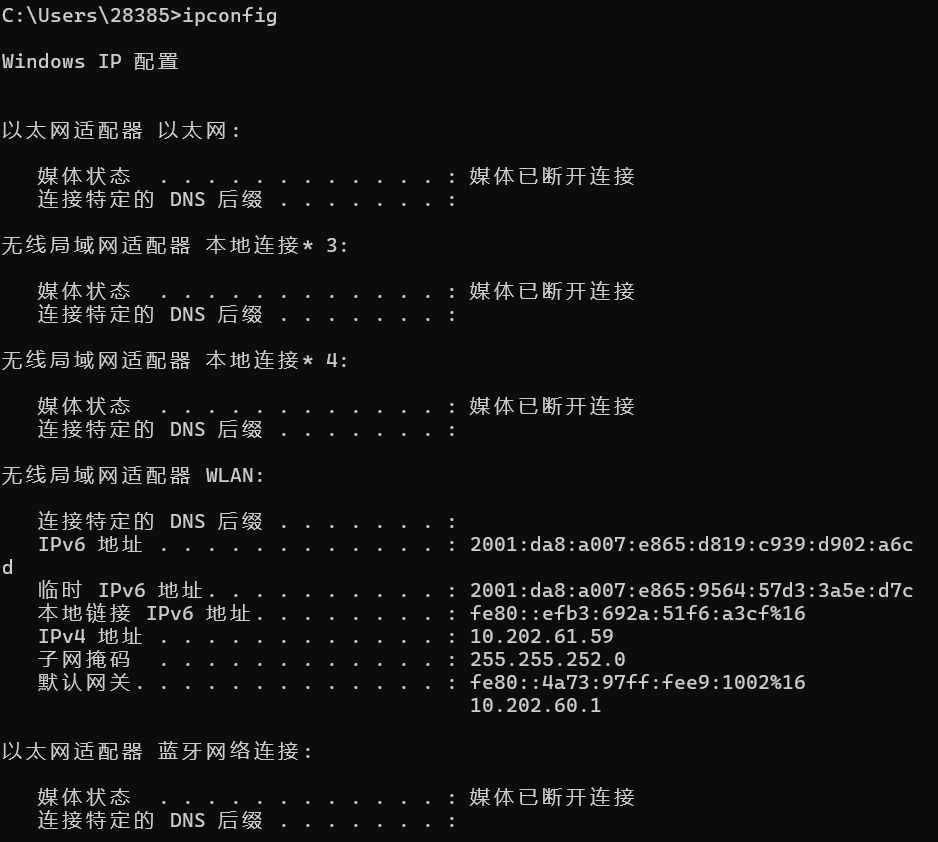 C:\Users\28385>ipconfig
Windows IP 配置
以太网适配器 以太网:
媒体状态  . . . . . . . . . . . . : 媒体已断开连接
连接特定的 DNS 后缀 . . . . . . . :
无线局域网适配器 本地连接* 3:
媒体状态  . . . . . . . . . . . . : 媒体已断开连接
连接特定的 DNS 后缀 . . . . . . . :
无线局域网适配器 本地连接* 4:
媒体状态  . . . . . . . . . . . . : 媒体已断开连接
连接特定的 DNS 后缀 . . . . . . . :
无线局域网适配器 WLAN:
连接特定的 DNS 后缀 . . . . . . . :
IPv6 地址 . . . . . . . . . . . . : 2001:da8:a007:e865:d819:c939:d902:a6c
d
临时 IPv6 地址. . . . . . . . . . : 2001:da8:a007:e865:9564:57d3:3a5e:d7c
本地链接 IPv6 地址. . . . . . . . : fe80::efb3:692a:51f6:a3cf%16
IPv4 地址 . . . . . . . . . . . . : 10.202.61.59
子网掩码  . . . . . . . . . . . . : 255.255.252.0
默认网关. . . . . . . . . . . . . : fe80::4a73:97ff:fee9:1002%16
10.202.60.1
以太网适配器 蓝牙网络连接:
媒体状态  . . . . . . . . . . . . : 媒体已断开连接
连接特定的 DNS 后缀 . . . . . . . :